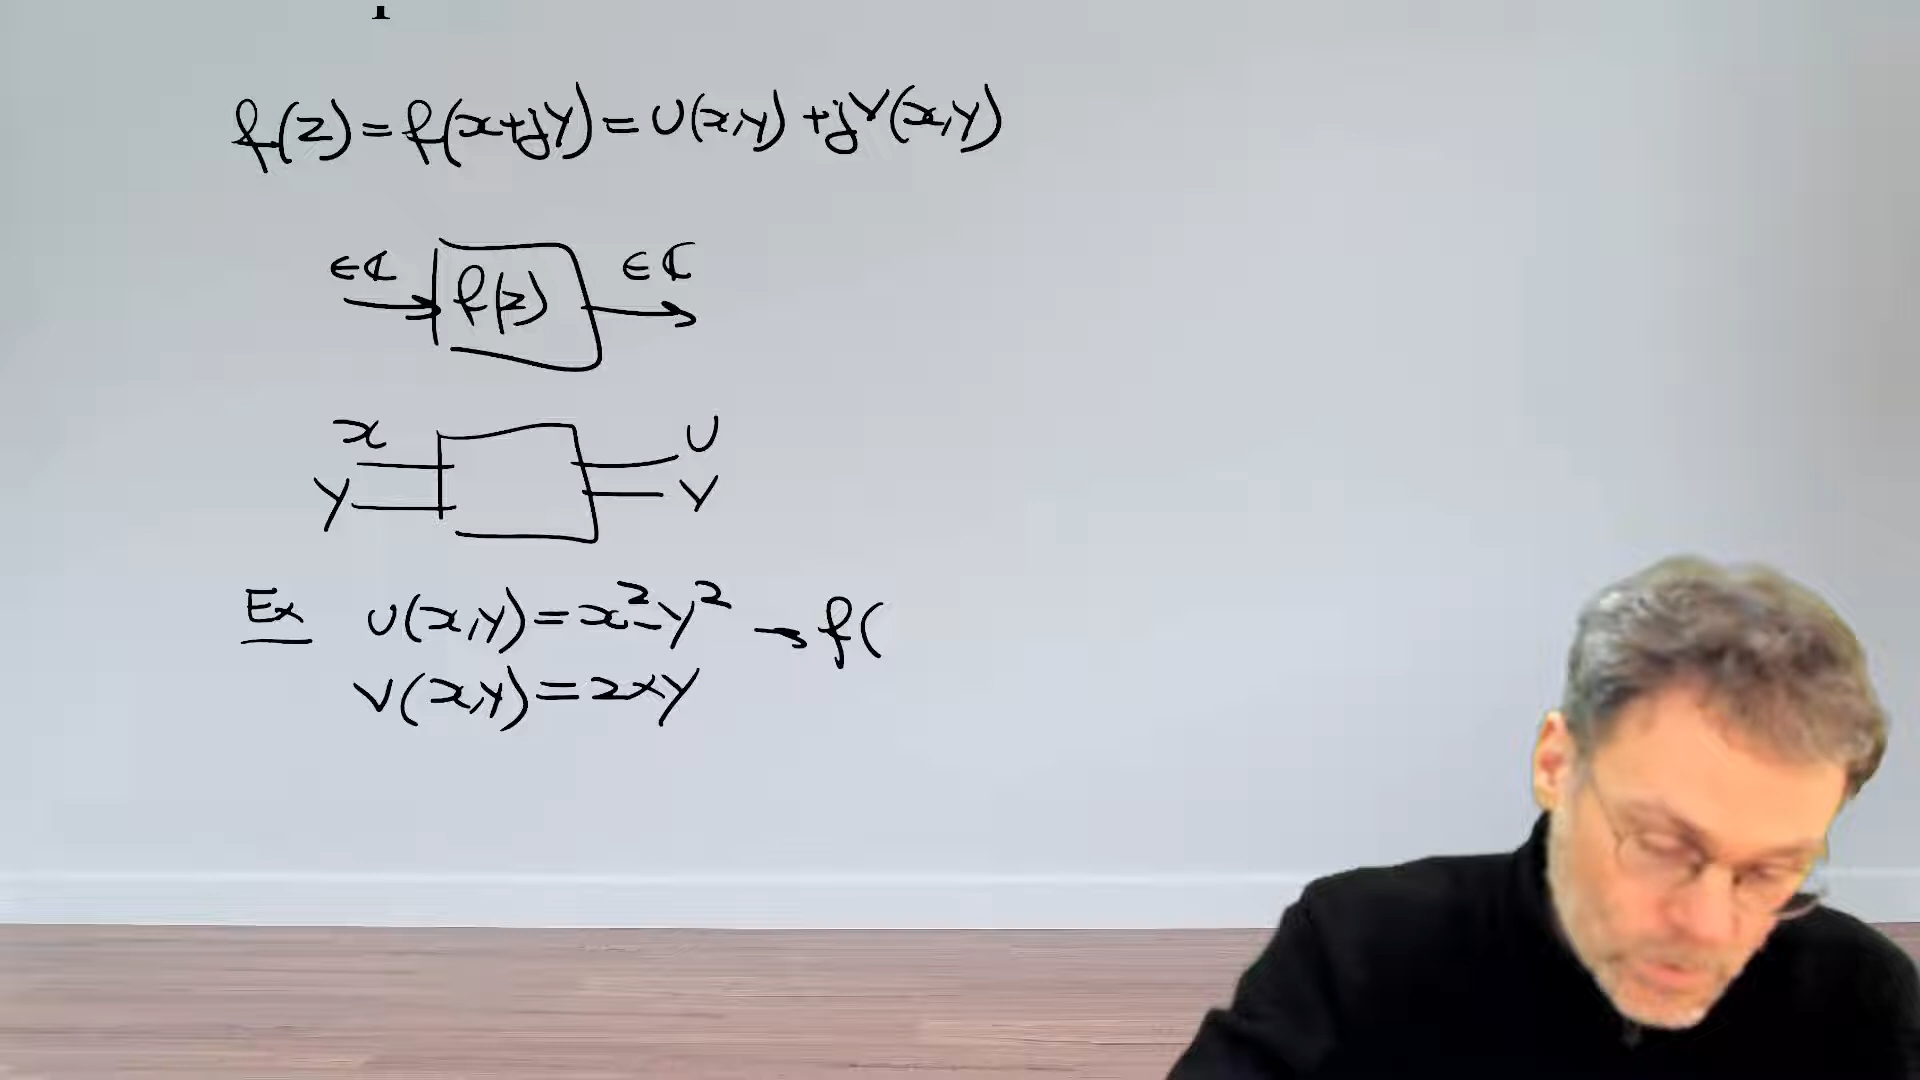 f(z) = f(x+jy) = U(x,y) + jV(x,y)
∈ℂ f(z) ∈ℂ
x U
y V
Ex U(x,y) = x² - y² → f(
V(x,y) = 2xy